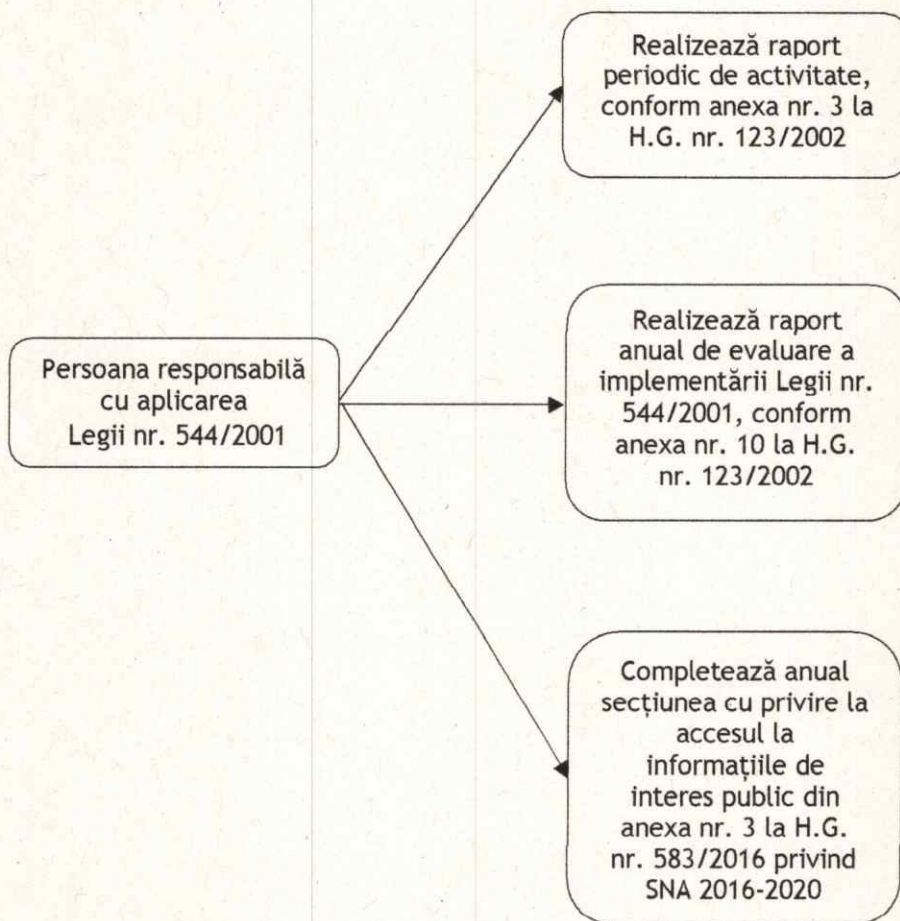 Realizează raport
periodic de activitate,
conform anexa nr. 3 la
H.G. nr. 123/2002
Persoana responsabilă
cu aplicarea
Legii nr. 544/2001
Realizează raport
anual de evaluare a
implementării Legii nr.
544/2001, conform
anexa nr. 10 la H.G.
nr. 123/2002
Completează anual
secțiunea cu privire la
accesul la
informațiile de
interes public din
anexa nr. 3 la H.G.
nr. 583/2016 privind
SNA 2016-2020